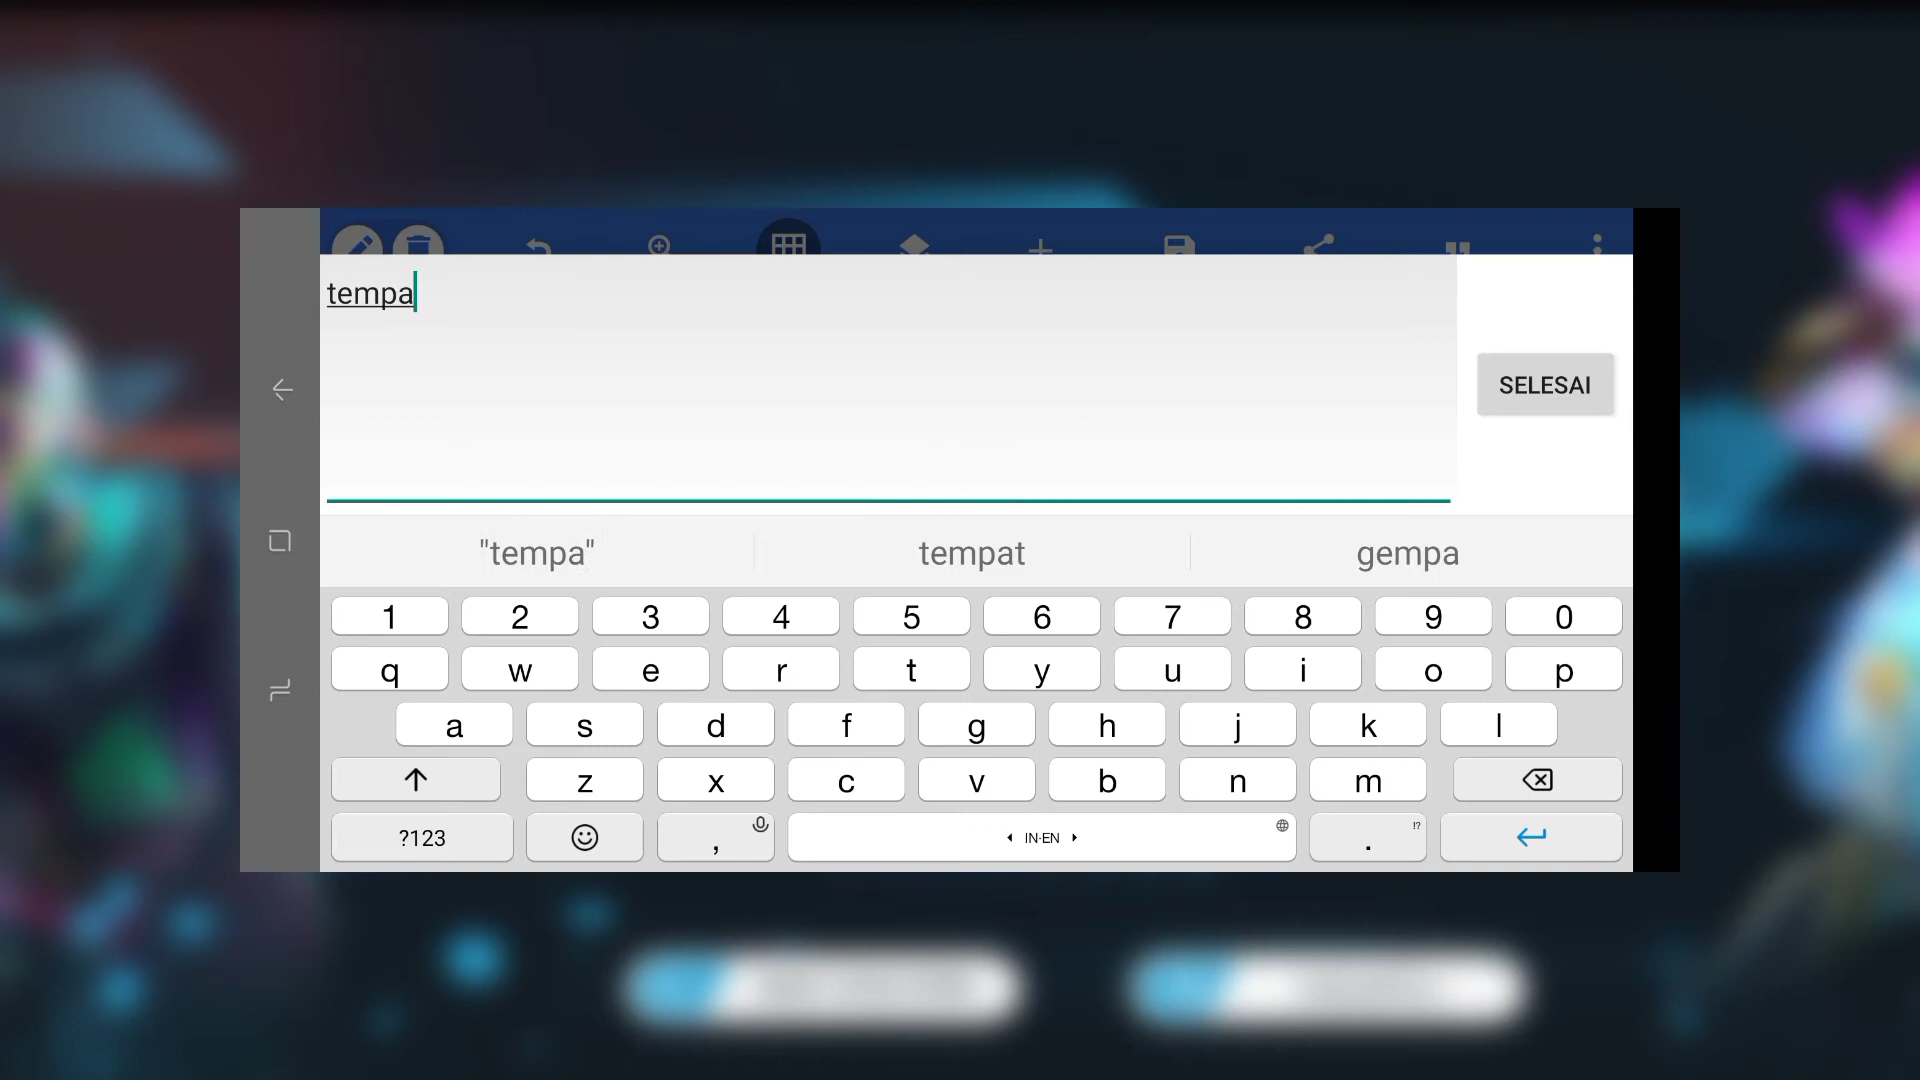 tempa
SELESAI
"tempa" tempat gempa
1 2 3 4 5 6 7 8 9 0
q w e r t y u i o p
a s d f g h j k l
z x c v b n m
?123 , IN·EN . !?